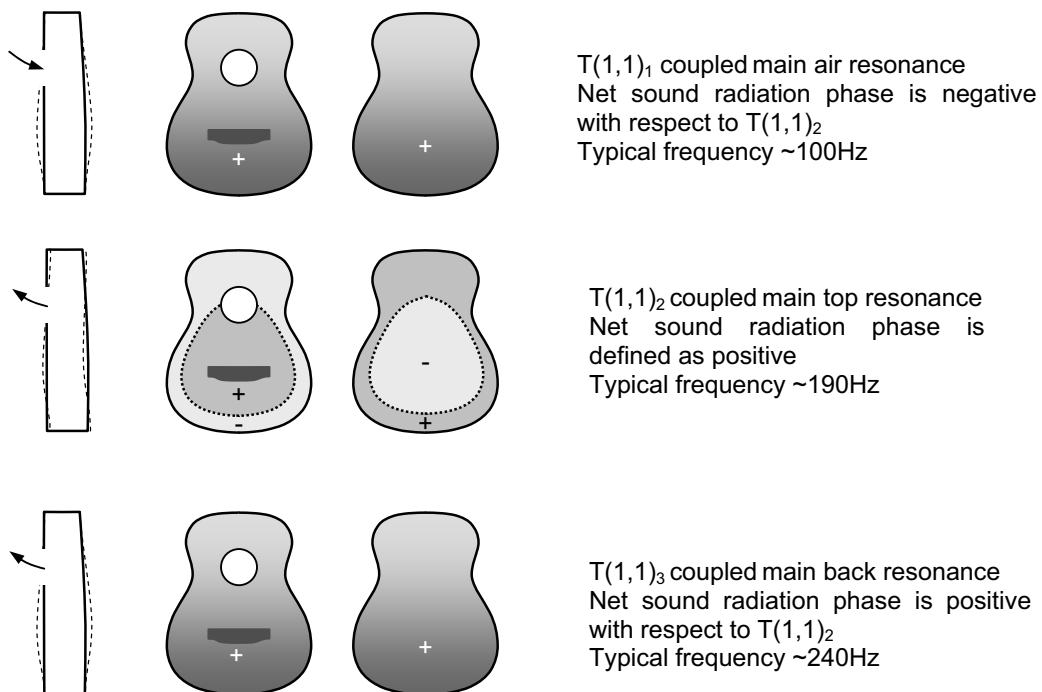 T(1,1)₁ coupled main air resonance
Net sound radiation phase is negative
with respect to T(1,1)₂
Typical frequency ~100Hz
+
+
T(1,1)₂ coupled main top resonance
Net sound radiation phase is
defined as positive
Typical frequency ~190Hz
+
-
-
+
T(1,1)₃ coupled main back resonance
Net sound radiation phase is positive
with respect to T(1,1)₂
Typical frequency ~240Hz
+
+